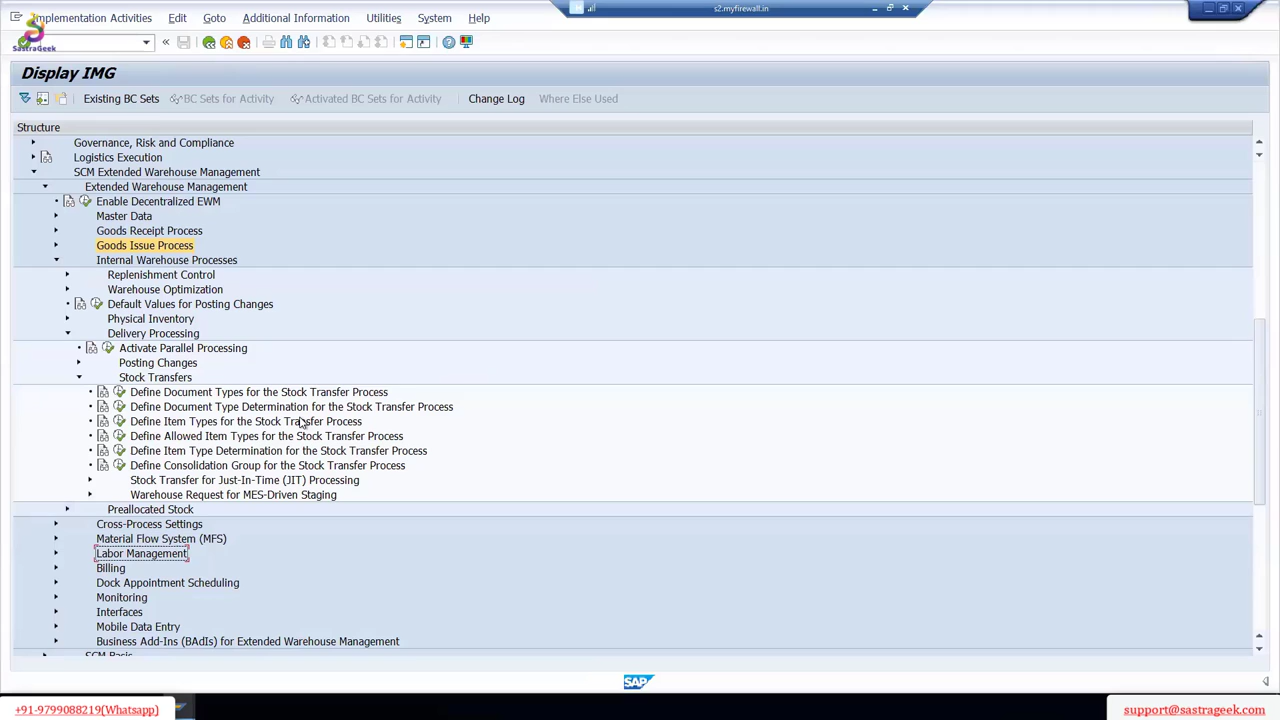 s2.myfirewall.in
Implementation Activities Edit Goto Additional Information Utilities System Help
SastraGeek
Display IMG
Existing BC Sets BC Sets for Activity Activated BC Sets for Activity Change Log Where Else Used
Structure
Governance, Risk and Compliance
Logistics Execution
SCM Extended Warehouse Management
Extended Warehouse Management
Enable Decentralized EWM
Master Data
Goods Receipt Process
Goods Issue Process
Internal Warehouse Processes
Replenishment Control
Warehouse Optimization
Default Values for Posting Changes
Physical Inventory
Delivery Processing
Activate Parallel Processing
Posting Changes
Stock Transfers
Define Document Types for the Stock Transfer Process
Define Document Type Determination for the Stock Transfer Process
Define Item Types for the Stock Transfer Process
Define Allowed Item Types for the Stock Transfer Process
Define Item Type Determination for the Stock Transfer Process
Define Consolidation Group for the Stock Transfer Process
Stock Transfer for Just-In-Time (JIT) Processing
Warehouse Request for MES-Driven Staging
Preallocated Stock
Cross-Process Settings
Material Flow System (MFS)
Labor Management
Billing
Dock Appointment Scheduling
Monitoring
Interfaces
Mobile Data Entry
Business Add-Ins (BAdIs) for Extended Warehouse Management
SCM Basis
SAP
+91-9799088219(Whatsapp)
support@sastrageek.com